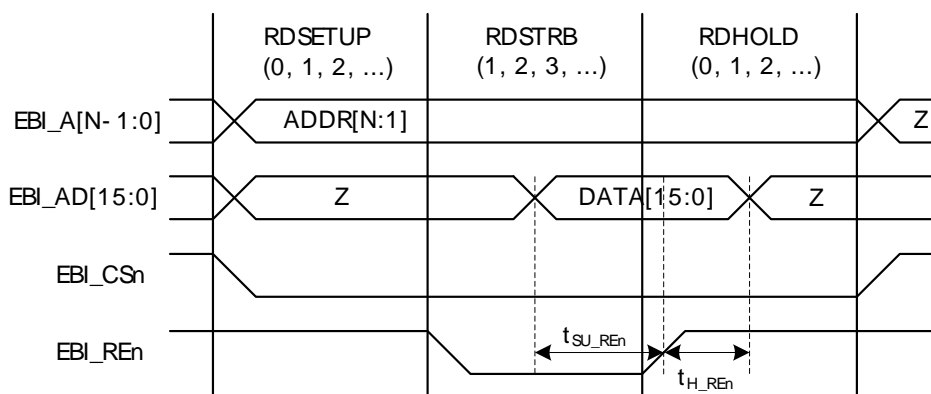 RDSETUP RDSTRB RDHOLD
(0, 1, 2, ...) (1, 2, 3, ...) (0, 1, 2, ...)
EBI_A[N-1:0] ADDR[N:1] Z
EBI_AD[15:0] Z DATA[15:0] Z
EBI_CSn
EBI_REn tSU_REn
tH_REn